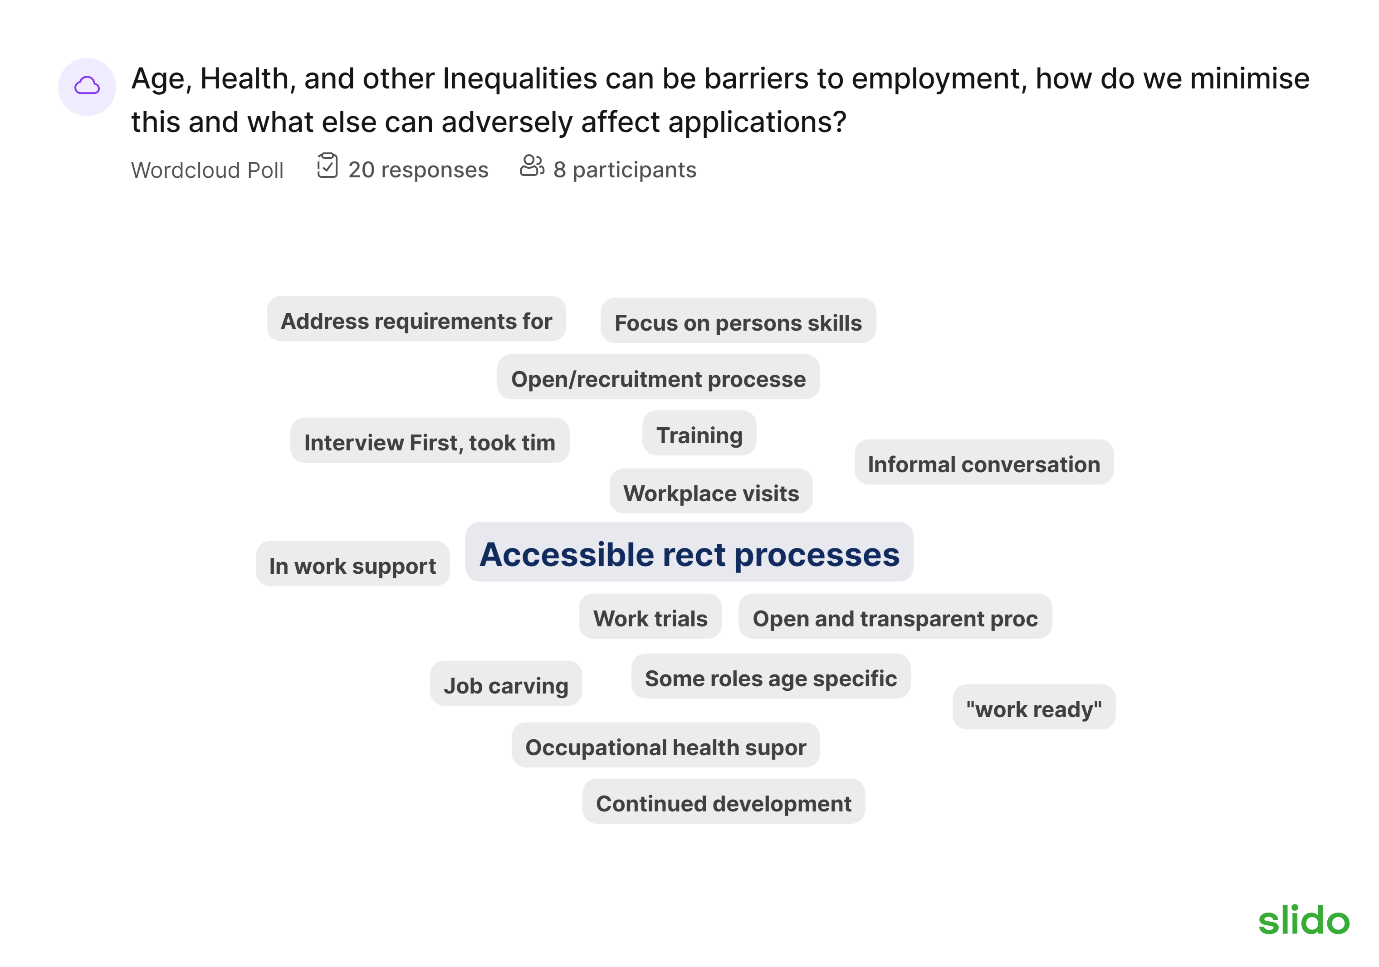 Age, Health, and other Inequalities can be barriers to employment, how do we minimise
this and what else can adversely affect applications?
Wordcloud Poll 20 responses 8 participants
Address requirements for
Focus on persons skills
Open/recruitment processe
Interview First, took tim
Training
Informal conversation
Workplace visits
Accessible rect processes
In work support
Work trials
Open and transparent proc
Job carving
Some roles age specific
"work ready"
Occupational health supor
Continued development
slido